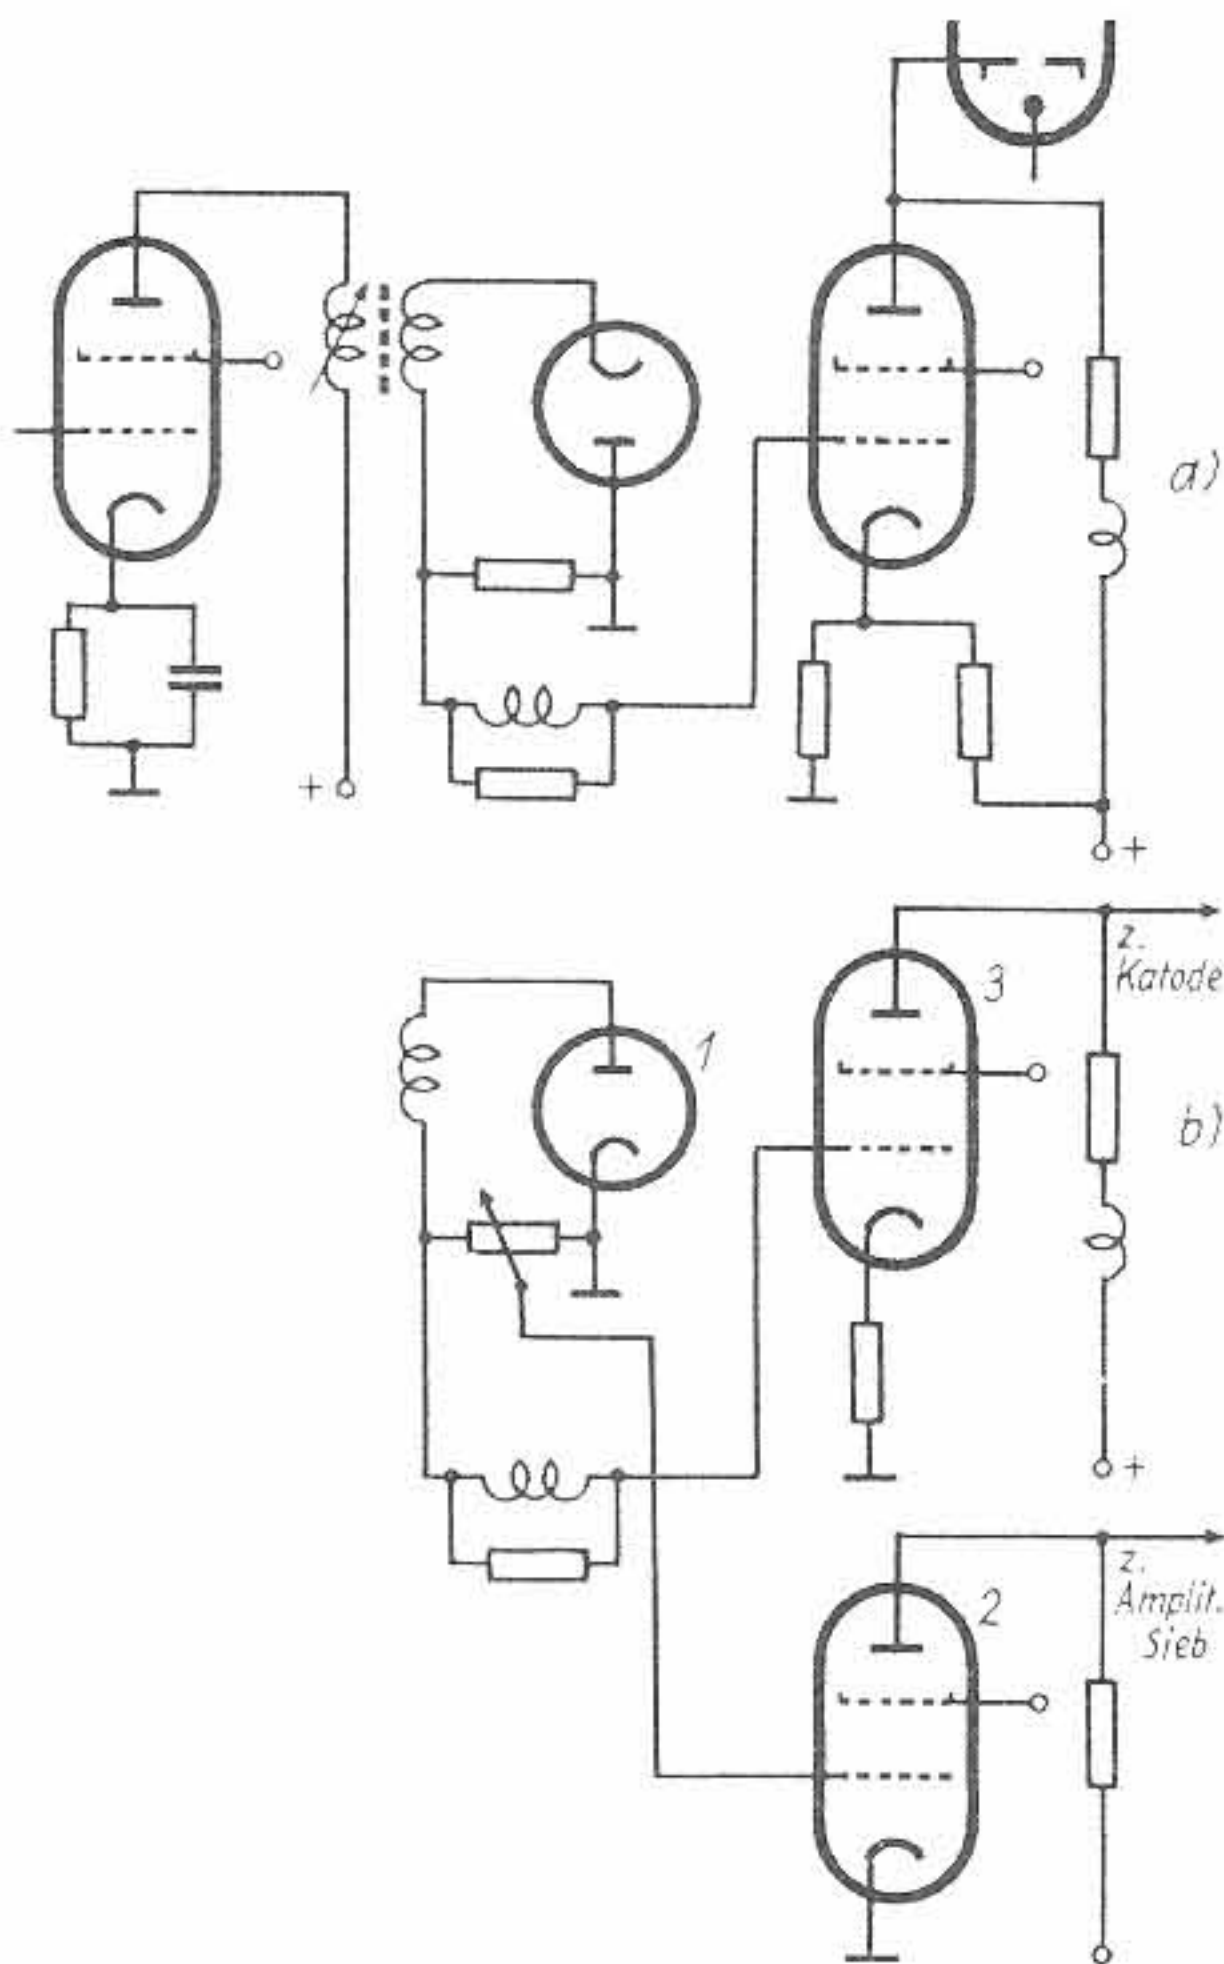 a)
+
+
z.
Katode
3
1
b)
+
z.
Amplit.
Sieb
2